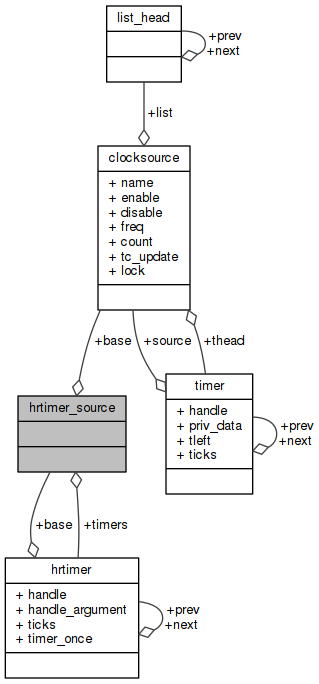 list_head
+prev
+next
+list
clocksource
+ name
+ enable
+ disable
+ freq
+ count
+ tc_update
+ lock
+base
+source
+thead
hrtimer_source
timer
+ handle
+ priv_data
+ tleft
+ ticks
+prev
+next
+base
+timers
hrtimer
+ handle
+ handle_argument
+ ticks
+ timer_once
+prev
+next